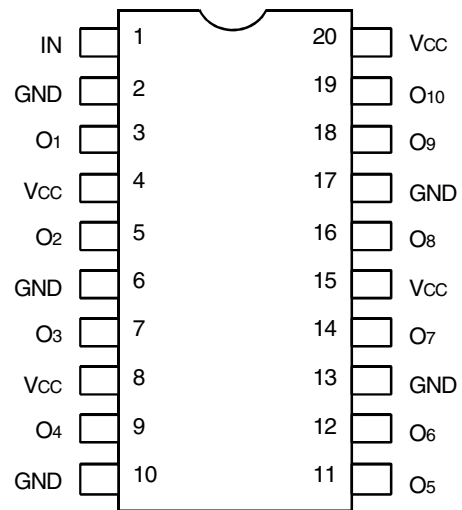 IN 1 20 VCC
GND 2 19 O10
O1 3 18 O9
VCC 4 17 GND
O2 5 16 O8
GND 6 15 VCC
O3 7 14 O7
VCC 8 13 GND
O4 9 12 O6
GND 10 11 O5